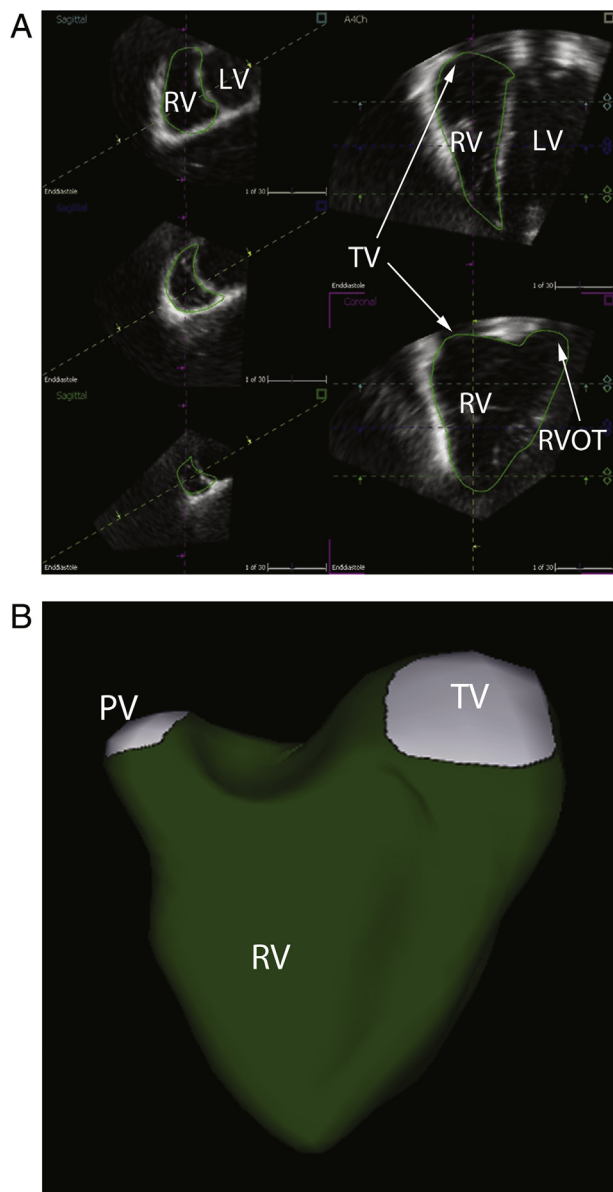 A
Sagittal
RV
LV
Enddiastole
1 of 30
Sagittal
Enddiastole
1 of 30
Sagittal
Enddiastole
1 of 30
A4Ch
RV
LV
Enddiastole
1 of 30
TV
Coronal
RV
RVOT
Enddiastole
1 of 30
B
PV
TV
RV